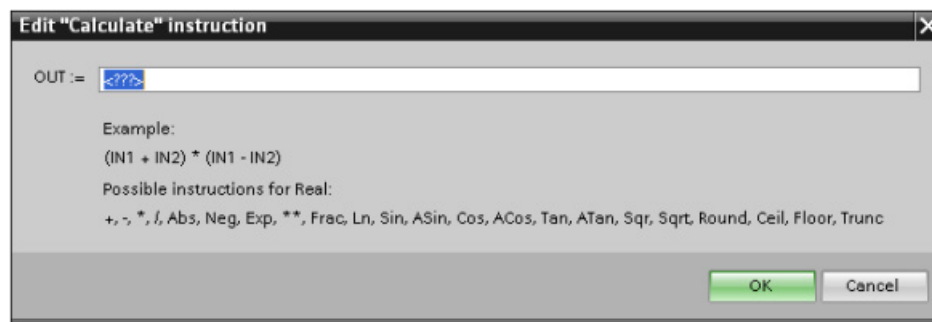 Edit "Calculate" instruction
OUT := <???>
Example:
(IN1 + IN2) * (IN1 - IN2)
Possible instructions for Real:
+, -, *, /, Abs, Neg, Exp, **, Frac, Ln, Sin, ASin, Cos, ACos, Tan, ATan, Sqr, Sqrt, Round, Ceil, Floor, Trunc
OK Cancel